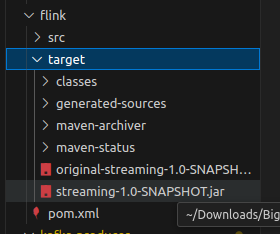 flink
src
target
classes
generated-sources
maven-archiver
maven-status
original-streaming-1.0-SNAPSH...
streaming-1.0-SNAPSHOT.jar
pom.xml
~/Downloads/Big